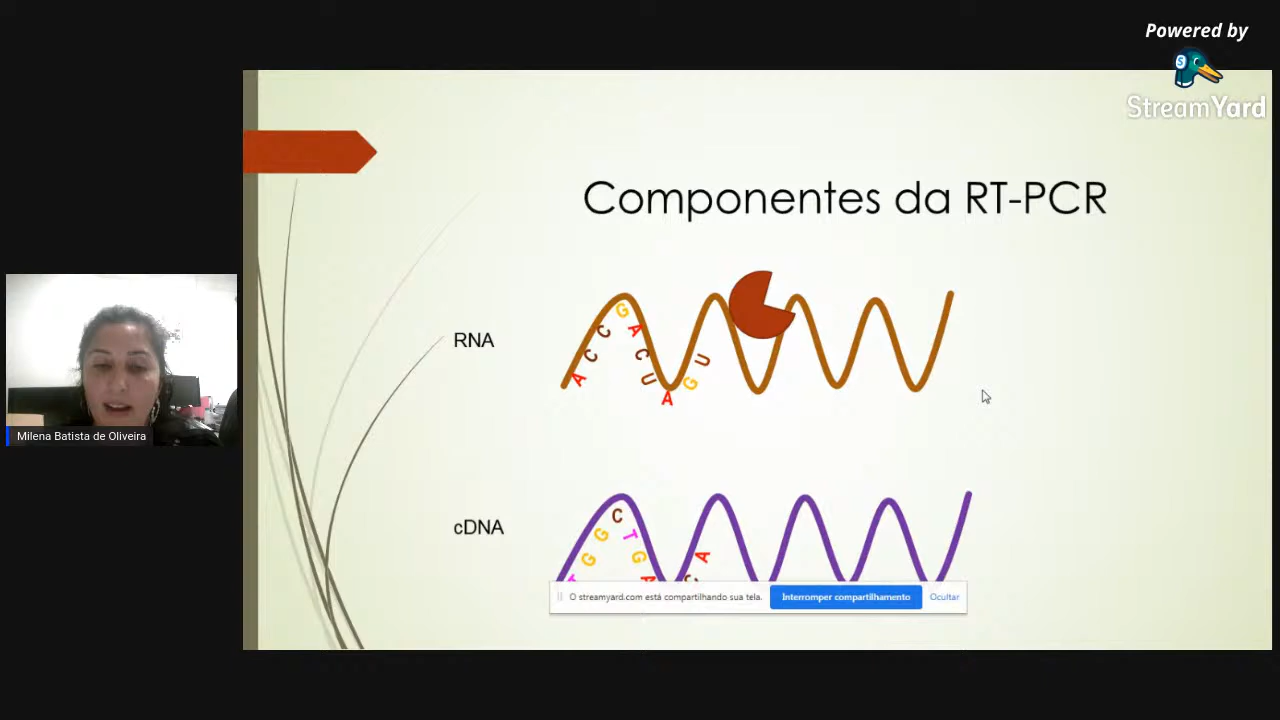 Powered by
StreamYard
Componentes da RT-PCR
RNA
A C C G A C U A G U
Milena Batista de Oliveira
cDNA
T G G C T G A C A
O streamyard.com está compartilhando sua tela.
Interromper compartilhamento
Ocultar